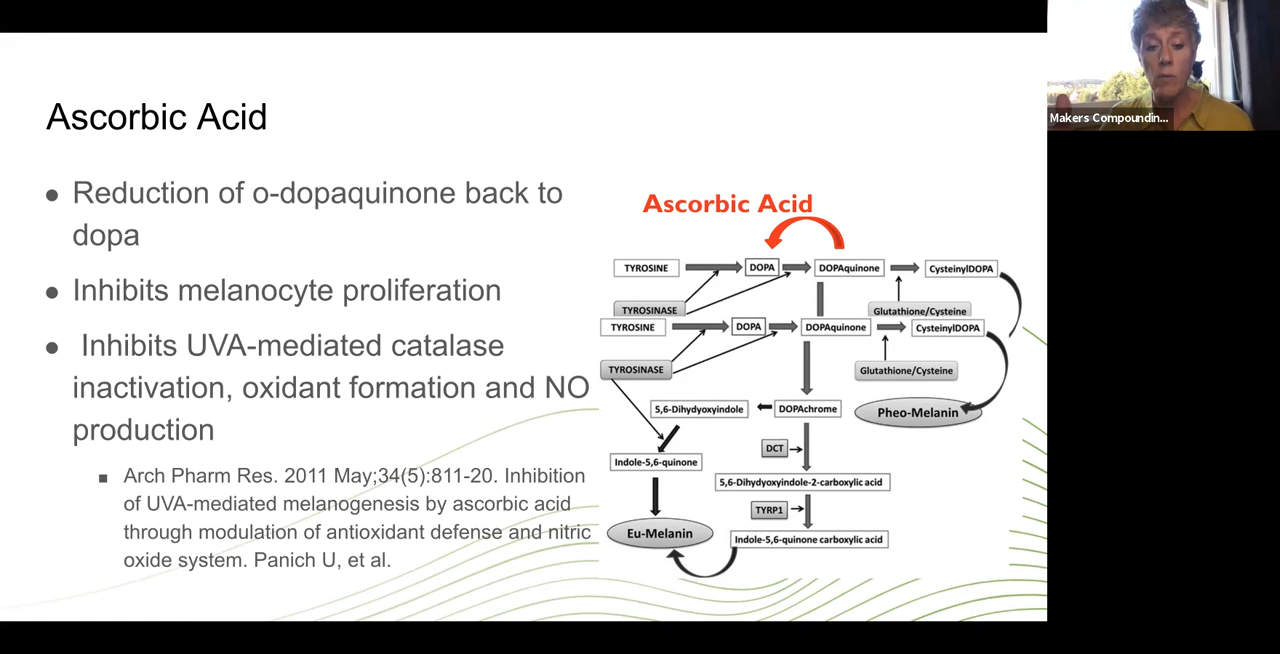 Ascorbic Acid
● Reduction of o-dopaquinone back to
dopa
● Inhibits melanocyte proliferation
● Inhibits UVA-mediated catalase
inactivation, oxidant formation and NO
production
■ Arch Pharm Res. 2011 May;34(5):811-20. Inhibition
of UVA-mediated melanogenesis by ascorbic acid
through modulation of antioxidant defense and nitric
oxide system. Panich U, et al.
Ascorbic Acid
TYROSINE DOPA DOPAquinone CysteinylDOPA
TYROSINASE Glutathione/Cysteine
TYROSINE DOPA DOPAquinone CysteinylDOPA
TYROSINASE Glutathione/Cysteine
5,6-Dihydyoxyindole DOPAchrome Pheo-Melanin
DCT
Indole-5,6-quinone
5,6-Dihydyoxyindole-2-carboxylic acid
TYRP1
Eu-Melanin Indole-5,6-quinone carboxylic acid
Makers Compoundin...